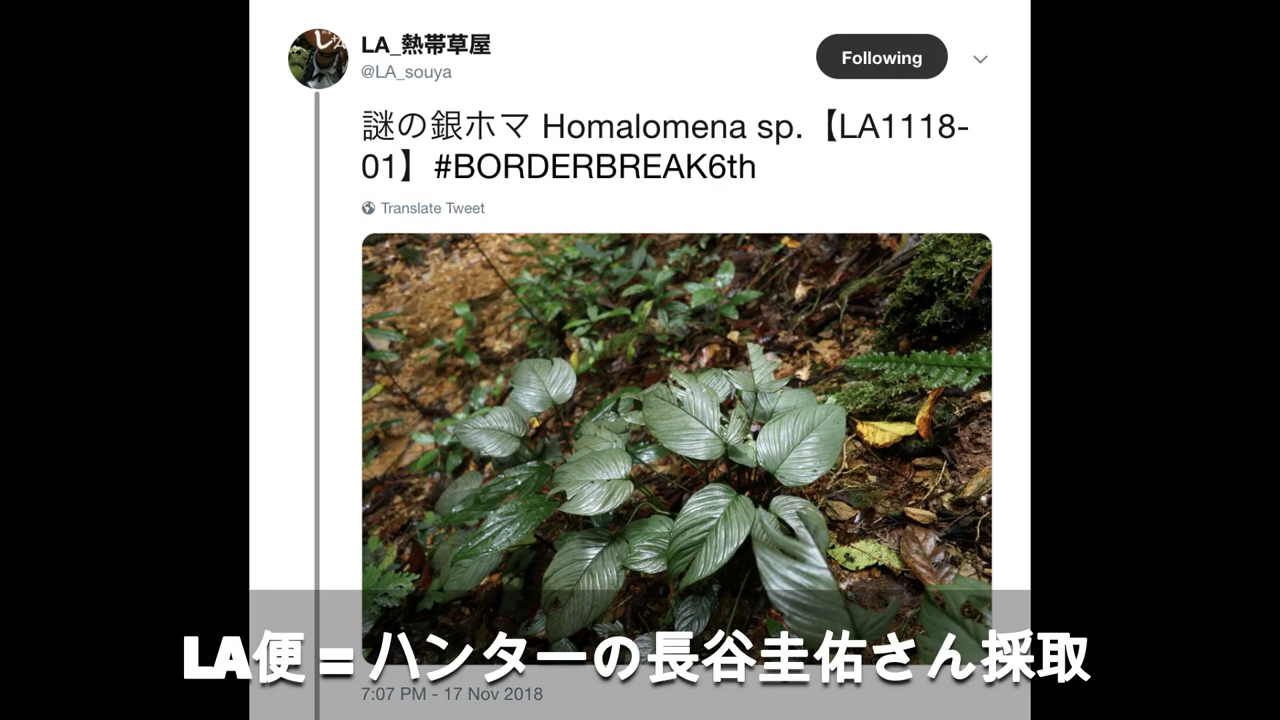 LA_熱帯草屋
@LA_souya
Following
謎の銀ホマ Homalomena sp.【LA1118-
01】#BORDERBREAK6th
Translate Tweet
LA便 = ハンターの長谷圭佑さん採取
7:07 PM - 17 Nov 2018